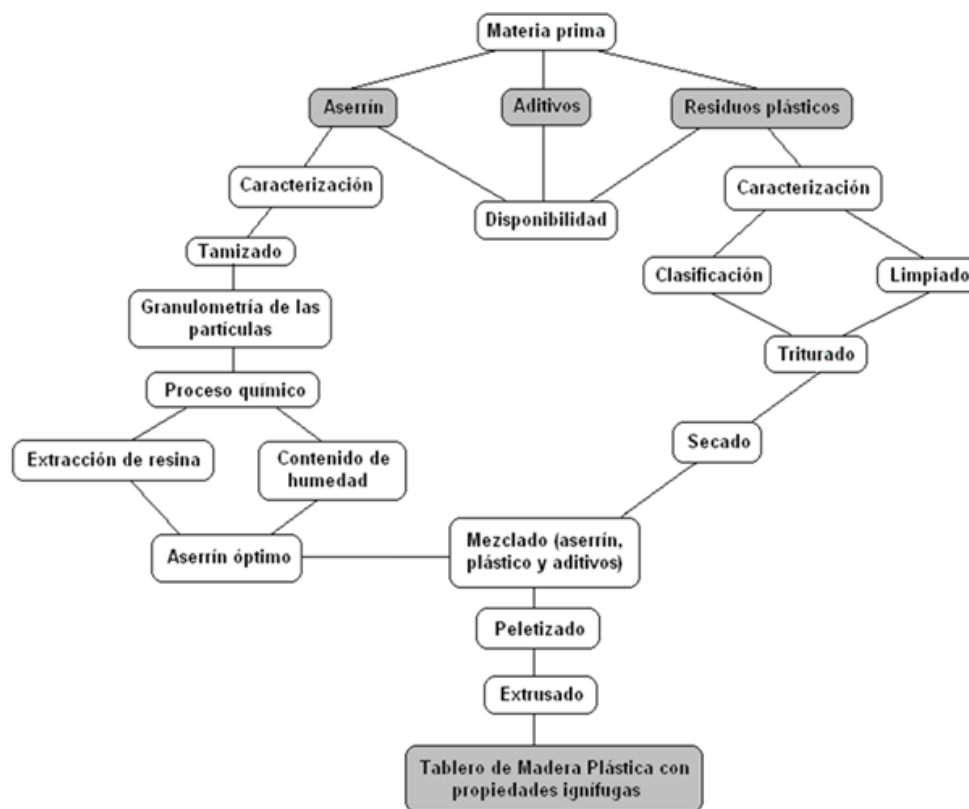 Materia prima
Aserrín
Aditivos
Residuos plásticos
Caracterización
Disponibilidad
Caracterización
Tamizado
Clasificación
Limpiado
Granulometría de las
partículas
Triturado
Proceso químico
Extracción de resina
Contenido de
humedad
Secado
Aserrín óptimo
Mezclado (aserrín,
plástico y aditivos)
Peletizado
Extrusado
Tablero de Madera Plástica con
propiedades ignífugas